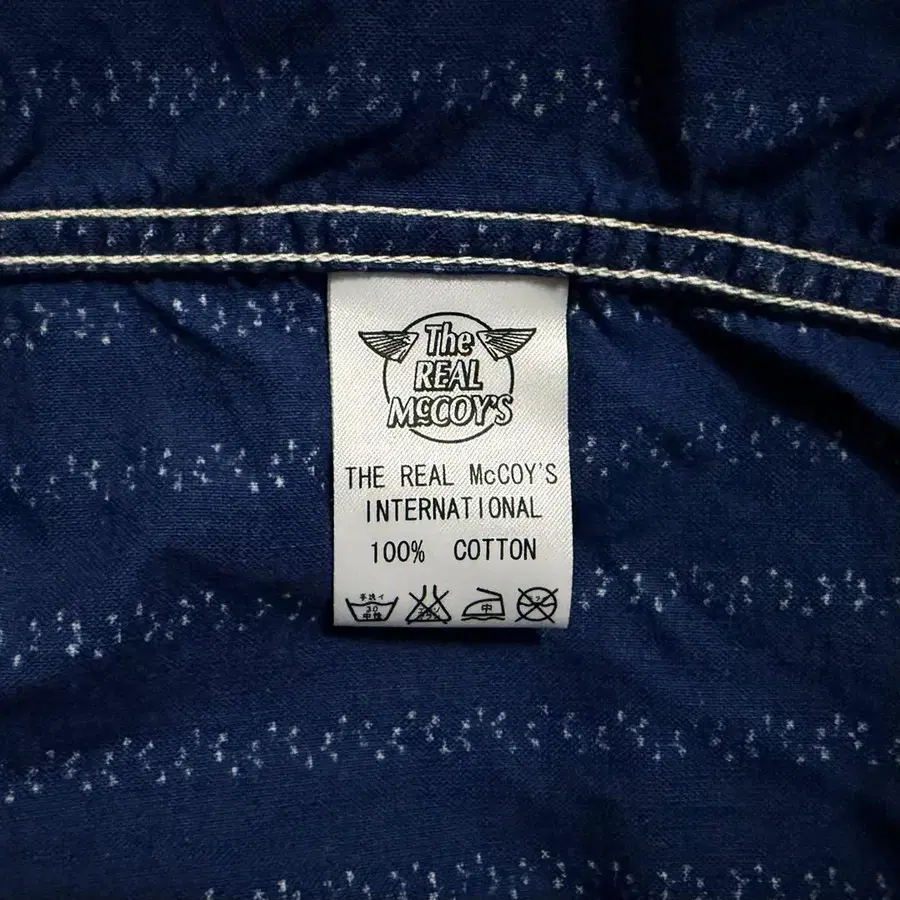 The
REAL
McCOY'S
THE REAL McCOY'S
INTERNATIONAL
100% COTTON
手洗イ
30
中性
中